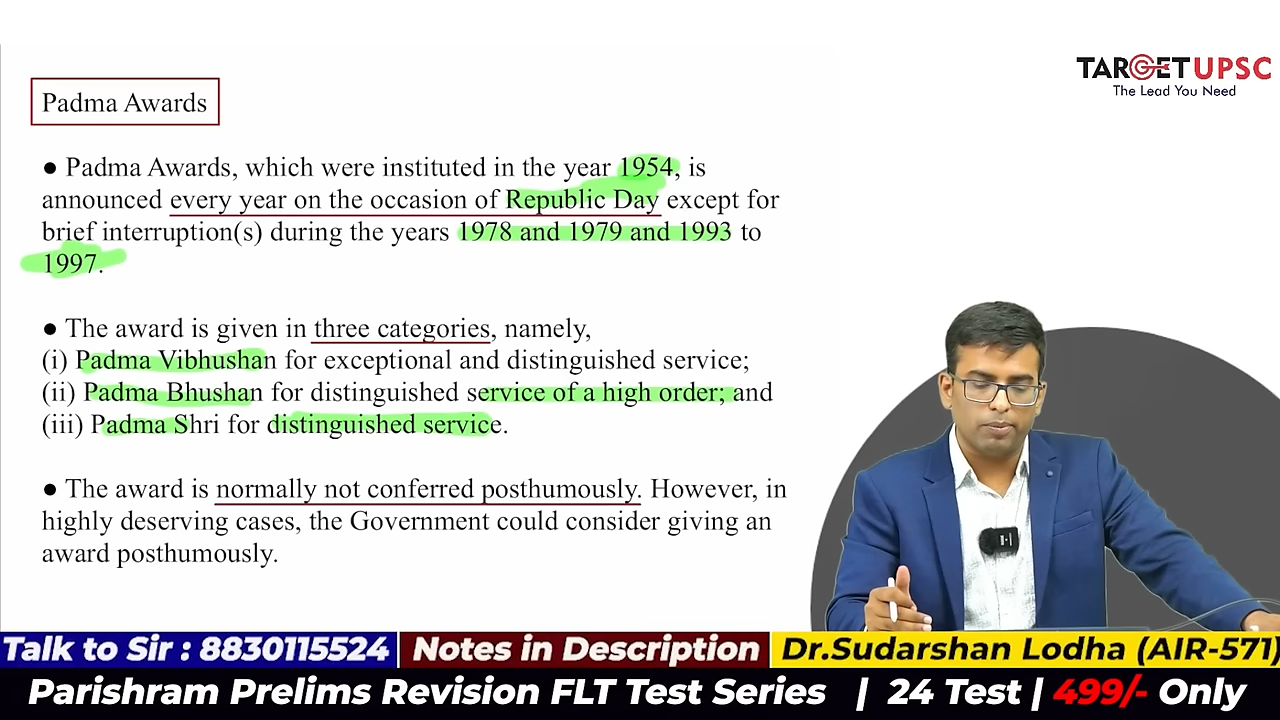 TARGET UPSC
The Lead You Need
Padma Awards
● Padma Awards, which were instituted in the year 1954, is
announced every year on the occasion of Republic Day except for
brief interruption(s) during the years 1978 and 1979 and 1993 to
1997.
● The award is given in three categories, namely,
(i) Padma Vibhushan for exceptional and distinguished service;
(ii) Padma Bhushan for distinguished service of a high order; and
(iii) Padma Shri for distinguished service.
● The award is normally not conferred posthumously. However, in
highly deserving cases, the Government could consider giving an
award posthumously.
Talk to Sir : 8830115524
Notes in Description
Dr.Sudarshan Lodha (AIR-571)
Parishram Prelims Revision FLT Test Series | 24 Test | 499/- Only